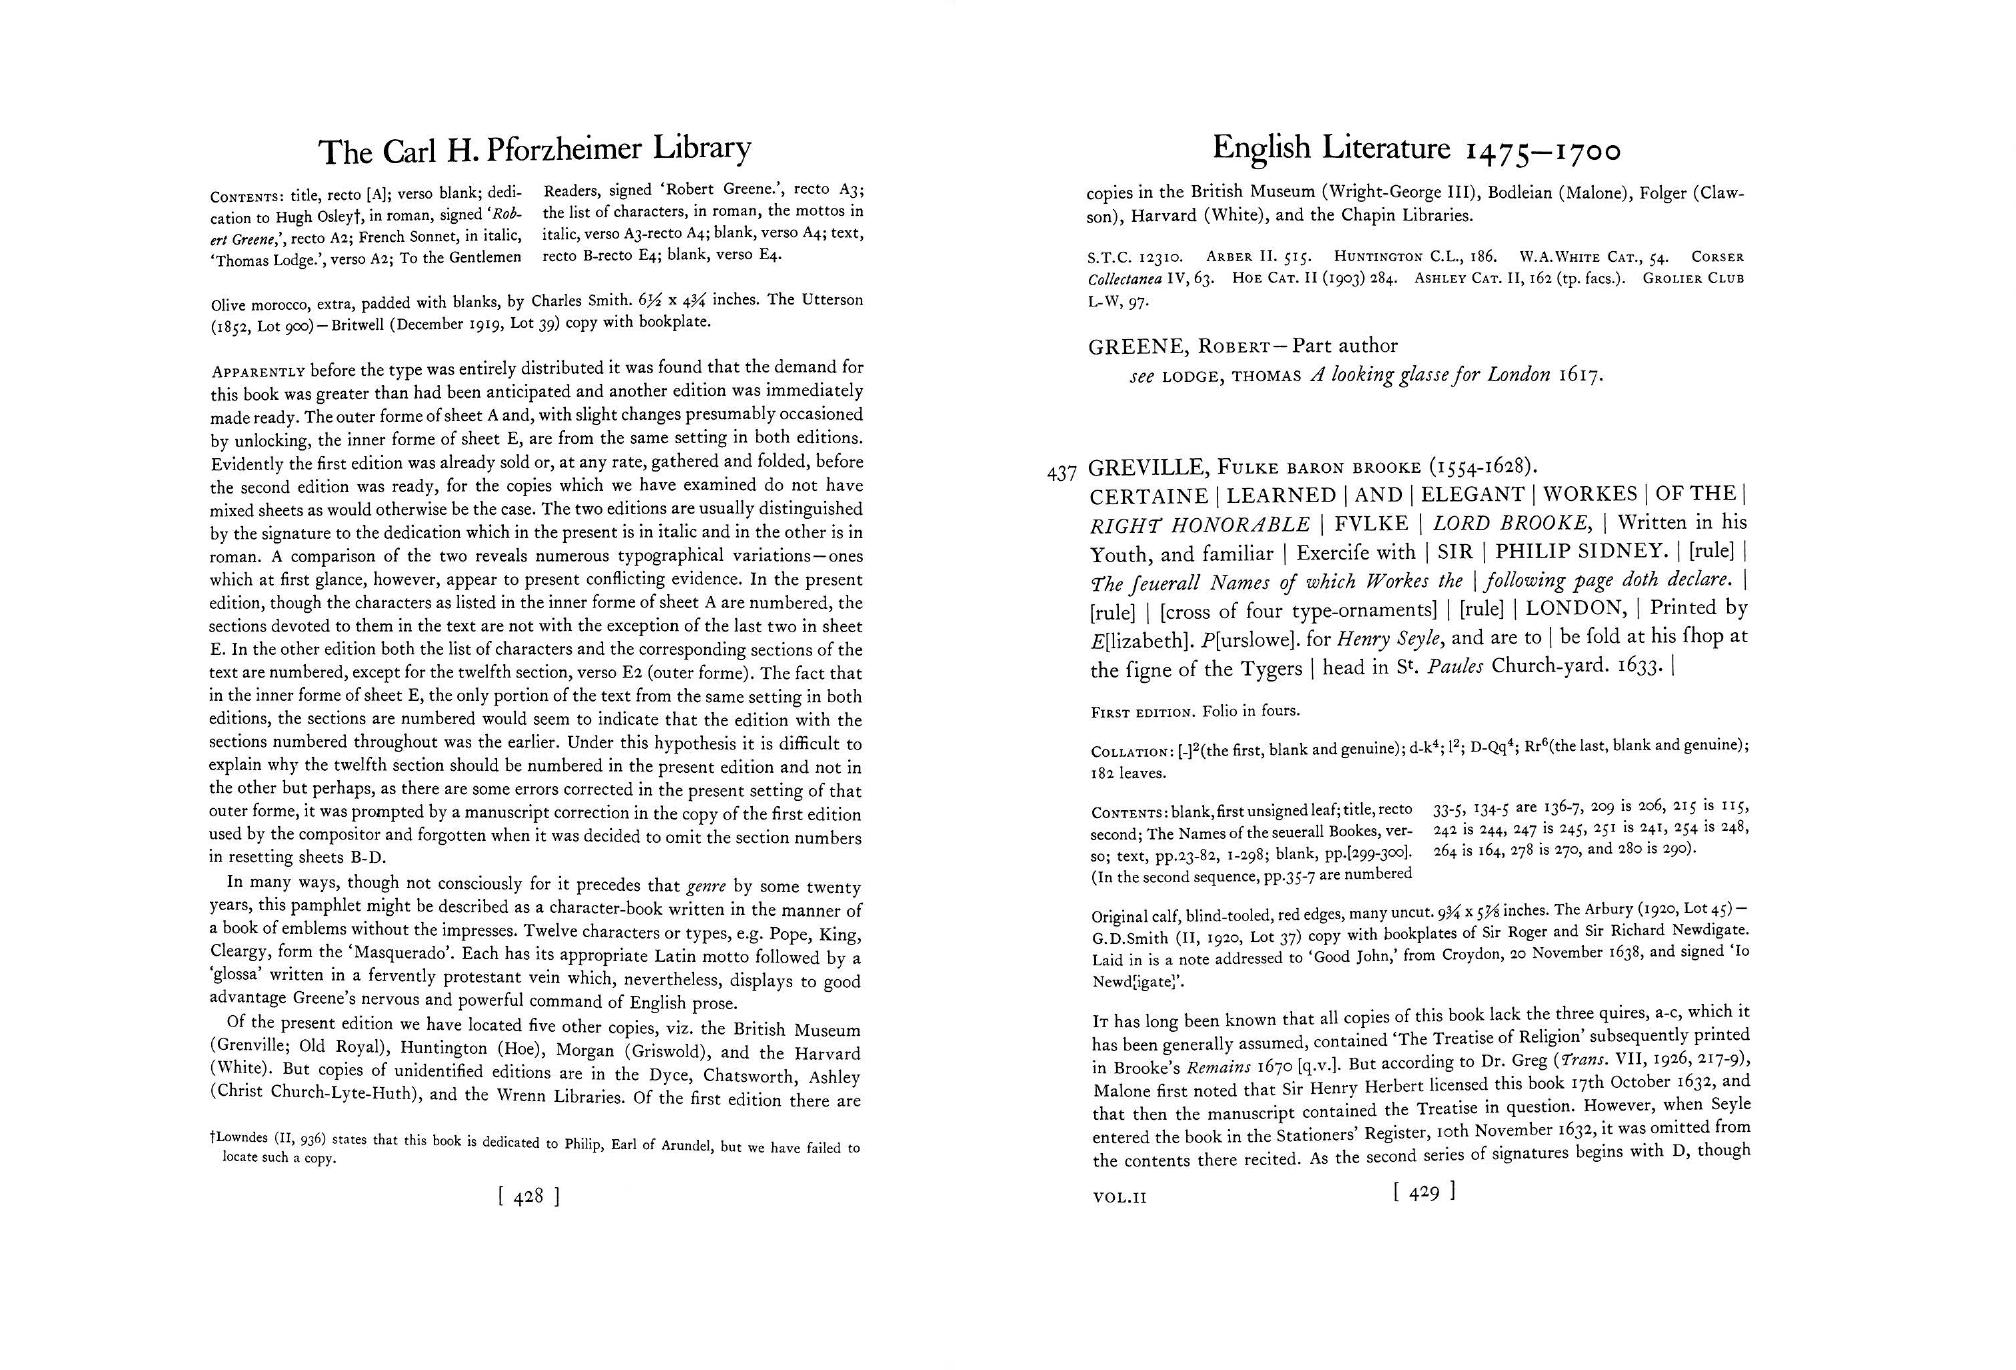 The Carl H. Pforzheimer Library
CONTENTS: title, recto [A]; verso blank; dedi-
cation to Hugh Osley†, in roman, signed ‘Rob-
ert Greene,’, recto A2; French Sonnet, in italic,
‘Thomas Lodge.’, verso A2; To the Gentlemen
Readers, signed ‘Robert Greene.’, recto A3;
the list of characters, in roman, the mottos in
italic, verso A3-recto A4; blank, verso A4; text,
recto B-recto E4; blank, verso E4.
Olive morocco, extra, padded with blanks, by Charles Smith. 6½ x 4¾ inches. The Utterson
(1852, Lot 900)—Britwell (December 1919, Lot 39) copy with bookplate.
APPARENTLY before the type was entirely distributed it was found that the demand for
this book was greater than had been anticipated and another edition was immediately
made ready. The outer forme of sheet A and, with slight changes presumably occasioned
by unlocking, the inner forme of sheet E, are from the same setting in both editions.
Evidently the first edition was already sold or, at any rate, gathered and folded, before
the second edition was ready, for the copies which we have examined do not have
mixed sheets as would otherwise be the case. The two editions are usually distinguished
by the signature to the dedication which in the present is in italic and in the other is in
roman. A comparison of the two reveals numerous typographical variations—ones
which at first glance, however, appear to present conflicting evidence. In the present
edition, though the characters as listed in the inner forme of sheet A are numbered, the
sections devoted to them in the text are not with the exception of the last two in sheet
E. In the other edition both the list of characters and the corresponding sections of the
text are numbered, except for the twelfth section, verso E2 (outer forme). The fact that
in the inner forme of sheet E, the only portion of the text from the same setting in both
editions, the sections are numbered would seem to indicate that the edition with the
sections numbered throughout was the earlier. Under this hypothesis it is difficult to
explain why the twelfth section should be numbered in the present edition and not in
the other but perhaps, as there are some errors corrected in the present setting of that
outer forme, it was prompted by a manuscript correction in the copy of the first edition
used by the compositor and forgotten when it was decided to omit the section numbers
in resetting sheets B-D.
In many ways, though not consciously for it precedes that genre by some twenty
years, this pamphlet might be described as a character-book written in the manner of
a book of emblems without the impresses. Twelve characters or types, e.g. Pope, King,
Cleargy, form the ‘Masquerado’. Each has its appropriate Latin motto followed by a
‘glossa’ written in a fervently protestant vein which, nevertheless, displays to good
advantage Greene’s nervous and powerful command of English prose.
Of the present edition we have located five other copies, viz. the British Museum
(Grenville; Old Royal), Huntington (Hoe), Morgan (Griswold), and the Harvard
(White). But copies of unidentified editions are in the Dyce, Chatsworth, Ashley
(Christ Church-Lyte-Huth), and the Wrenn Libraries. Of the first edition there are
†Lowndes (II, 936) states that this book is dedicated to Philip, Earl of Arundel, but we have failed to
locate such a copy.
[ 428 ]
English Literature 1475—1700
copies in the British Museum (Wright-George III), Bodleian (Malone), Folger (Claw-
son), Harvard (White), and the Chapin Libraries.
S.T.C. 12310. ARBER II. 515. HUNTINGTON C.L., 186. W.A.WHITE CAT., 54. CORSER
Collectanea IV, 63. HOE CAT. II (1903) 284. ASHLEY CAT. II, 162 (tp. facs.). GROLIER CLUB
L-W, 97.
GREENE, ROBERT—Part author
see LODGE, THOMAS A looking glasse for London 1617.
437 GREVILLE, FULKE BARON BROOKE (1554-1628).
CERTAINE | LEARNED | AND | ELEGANT | WORKES | OF THE |
RIGHT HONORABLE | FVLKE | LORD BROOKE, | Written in his
Youth, and familiar | Exercise with | SIR | PHILIP SIDNEY. | [rule] |
The ſeuerall Names of which Workes the | following page doth declare. |
[rule] | [cross of four type-ornaments] | [rule] | LONDON, | Printed by
E[lizabeth]. P[urslowe]. for Henry Seyle, and are to | be ſold at his ſhop at
the ſigne of the Tygers | head in Sᵗ. Paules Church-yard. 1633. |
FIRST EDITION. Folio in fours.
COLLATION: [-]²(the first, blank and genuine); d-k⁴; l²; D-Qq⁴; Rr⁶(the last, blank and genuine);
182 leaves.
CONTENTS: blank, first unsigned leaf; title, recto
second; The Names of the seuerall Bookes, ver-
so; text, pp.23-82, 1-298; blank, pp.[299-300].
(In the second sequence, pp.35-7 are numbered
33-5, 134-5 are 136-7, 209 is 206, 215 is 115,
242 is 244, 247 is 245, 251 is 241, 254 is 248,
264 is 164, 278 is 270, and 280 is 290).
Original calf, blind-tooled, red edges, many uncut. 9¾ x 5⅞ inches. The Arbury (1920, Lot 45)—
G.D.Smith (II, 1920, Lot 37) copy with bookplates of Sir Roger and Sir Richard Newdigate.
Laid in is a note addressed to ‘Good John,’ from Croydon, 20 November 1638, and signed ‘Io
Newd[igate]’.
IT has long been known that all copies of this book lack the three quires, a-c, which it
has been generally assumed, contained ‘The Treatise of Religion’ subsequently printed
in Brooke’s Remains 1670 [q.v.]. But according to Dr. Greg (Trans. VII, 1926, 217-9),
Malone first noted that Sir Henry Herbert licensed this book 17th October 1632, and
that then the manuscript contained the Treatise in question. However, when Seyle
entered the book in the Stationers’ Register, 10th November 1632, it was omitted from
the contents there recited. As the second series of signatures begins with D, though
VOL.II
[ 429 ]